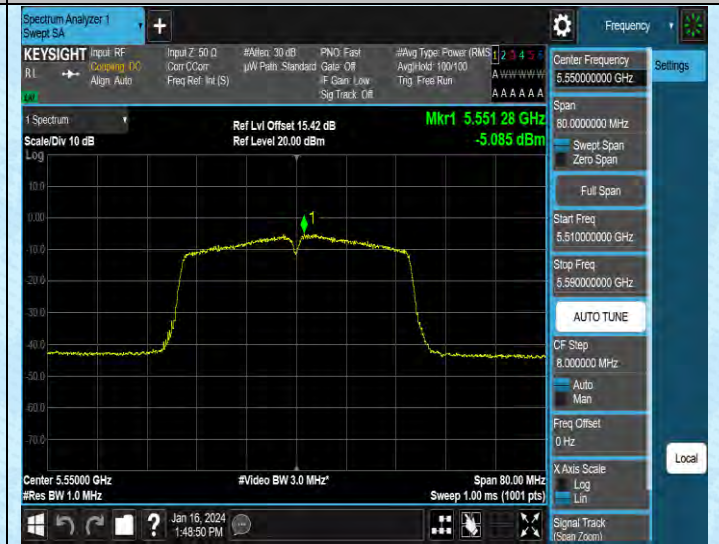 Spectrum Analyzer 1
Swept SA
Frequency
KEYSIGHT
Input: RF
Input Z: 50 Ω
#Atten: 30 dB
PNO: Fast
#Avg Type: Power (RMS
1 2 3 4 5 6
RL
Coupling: DC
Corr CCorr
µW Path: Standard
Gate: Off
Avg|Hold: 100/100
A W W W W W
Align: Auto
Freq Ref: Int (S)
IF Gain: Low
Trig: Free Run
Sig Track: Off
A A A A A A
1 Spectrum
Ref Lvl Offset 15.42 dB
Mkr1 5.551 28 GHz
Scale/Div 10 dB
Ref Level 20.00 dBm
-5.085 dBm
Log
10.0
0.00
-10.0
-20.0
-30.0
-40.0
-50.0
-60.0
-70.0
1
Center 5.55000 GHz
#Video BW 3.0 MHz*
Span 80.00 MHz
#Res BW 1.0 MHz
Sweep 1.00 ms (1001 pts)
Center Frequency
5.550000000 GHz
Settings
Span
80.0000000 MHz
Swept Span
Zero Span
Full Span
Start Freq
5.510000000 GHz
Stop Freq
5.590000000 GHz
AUTO TUNE
CF Step
8.000000 MHz
Auto
Man
Freq Offset
0 Hz
X Axis Scale
Log
Lin
Local
Signal Track
(Span Zoom)
?
Jan 16, 2024
1:48:50 PM